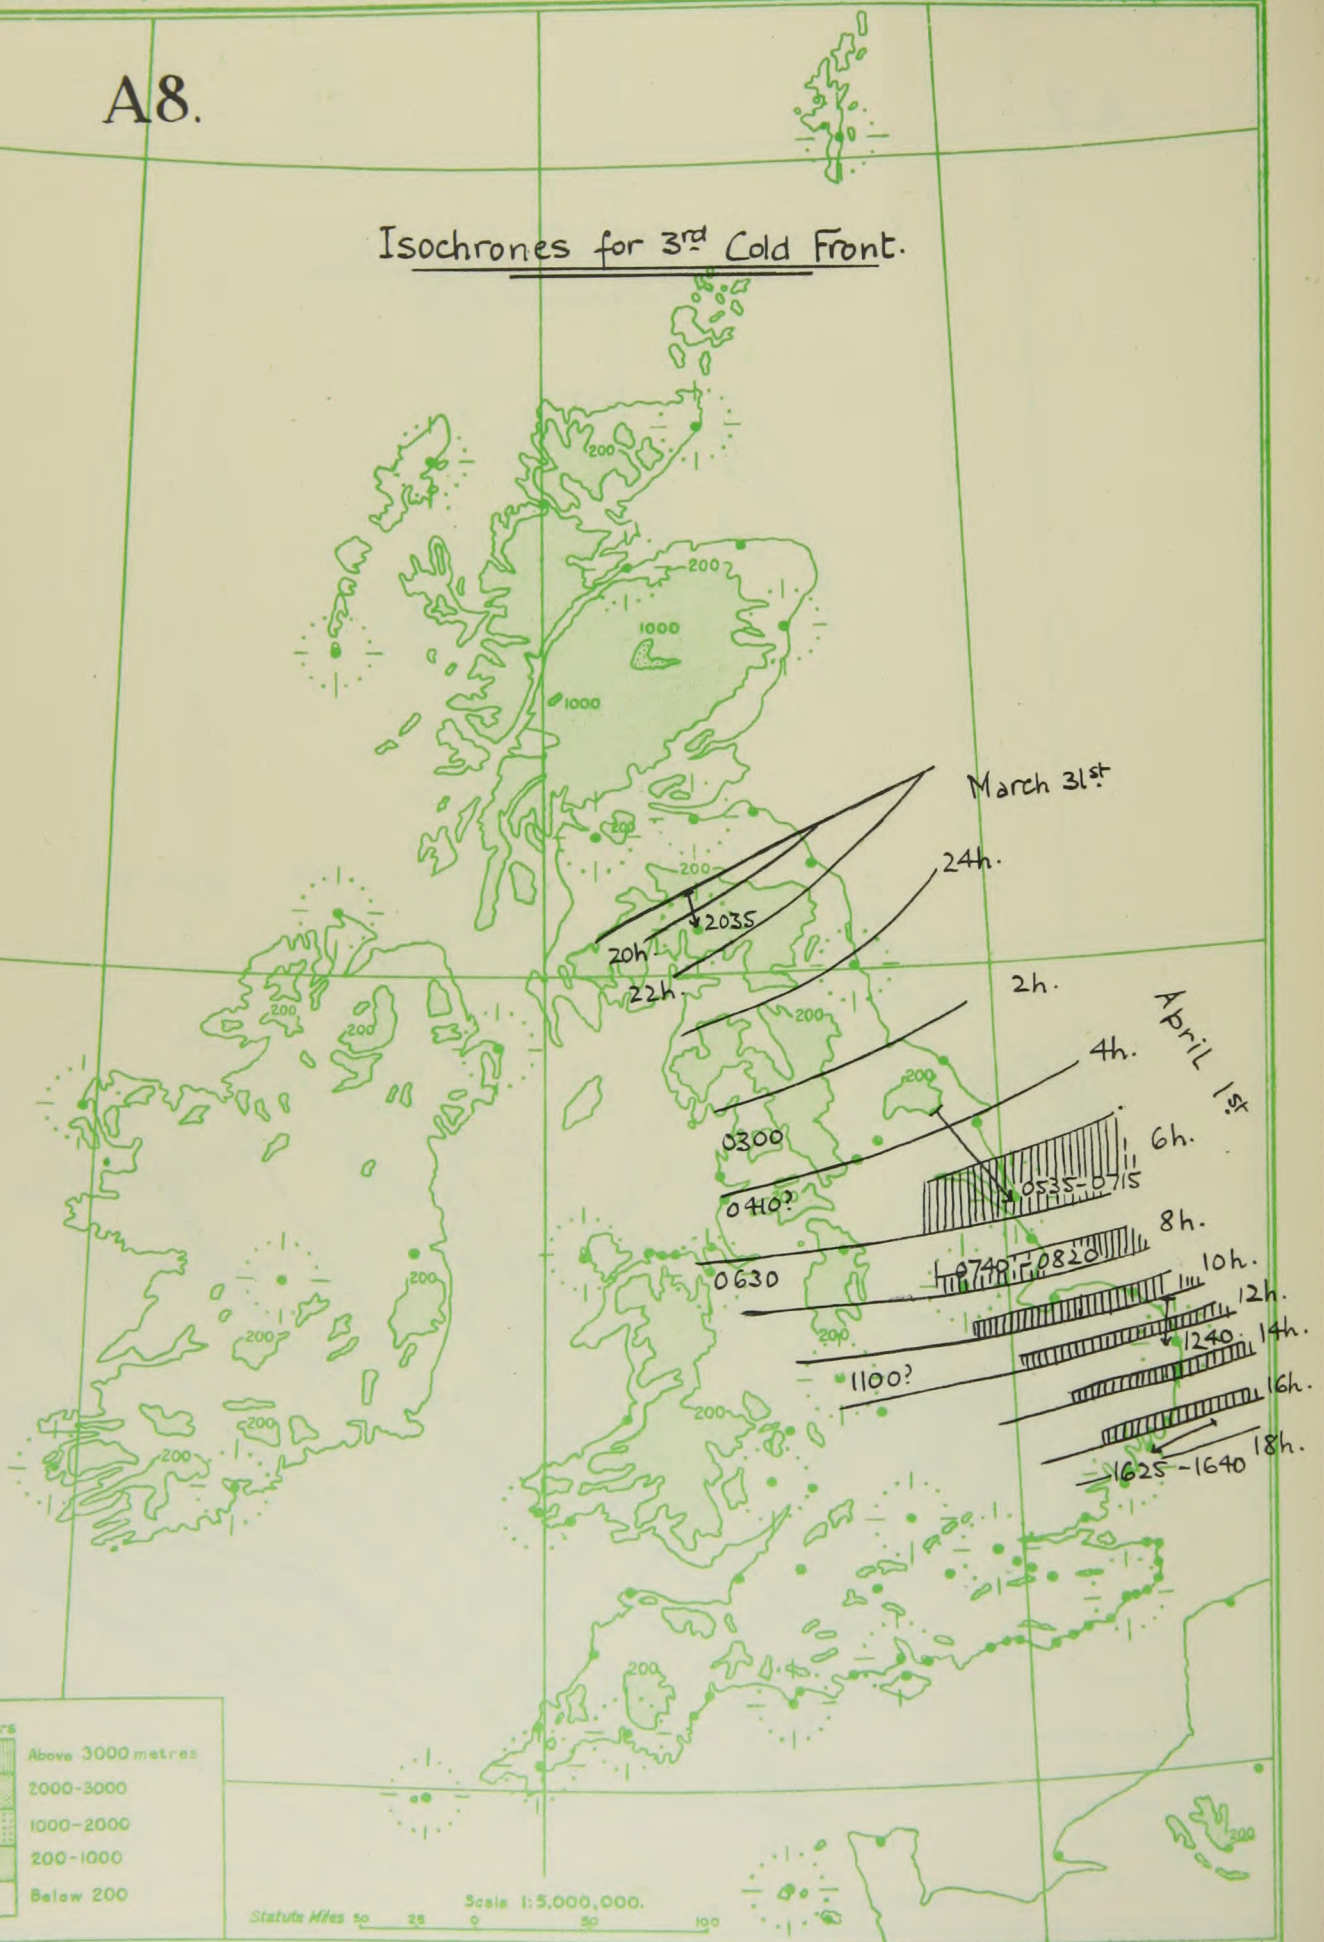 A8.
Isochrones for 3rd Cold Front.
200
200
1000
1000
March 31st
200
24h.
200
2035
20h
22h.
2h.
April 1st
200
200
200
4h.
200
0300
6h.
0535-0715
0410?
8h.
0740-0820
10h.
200
0630
12h.
200
200
1240
14h.
1100?
16h.
200
200
200
18h.
1625-1640
200
rs
Above 3000 metres
2000-3000
1000-2000
200-1000
Below 200
200
Scale 1:5,000,000.
Statute Miles 50 25 0 50 100